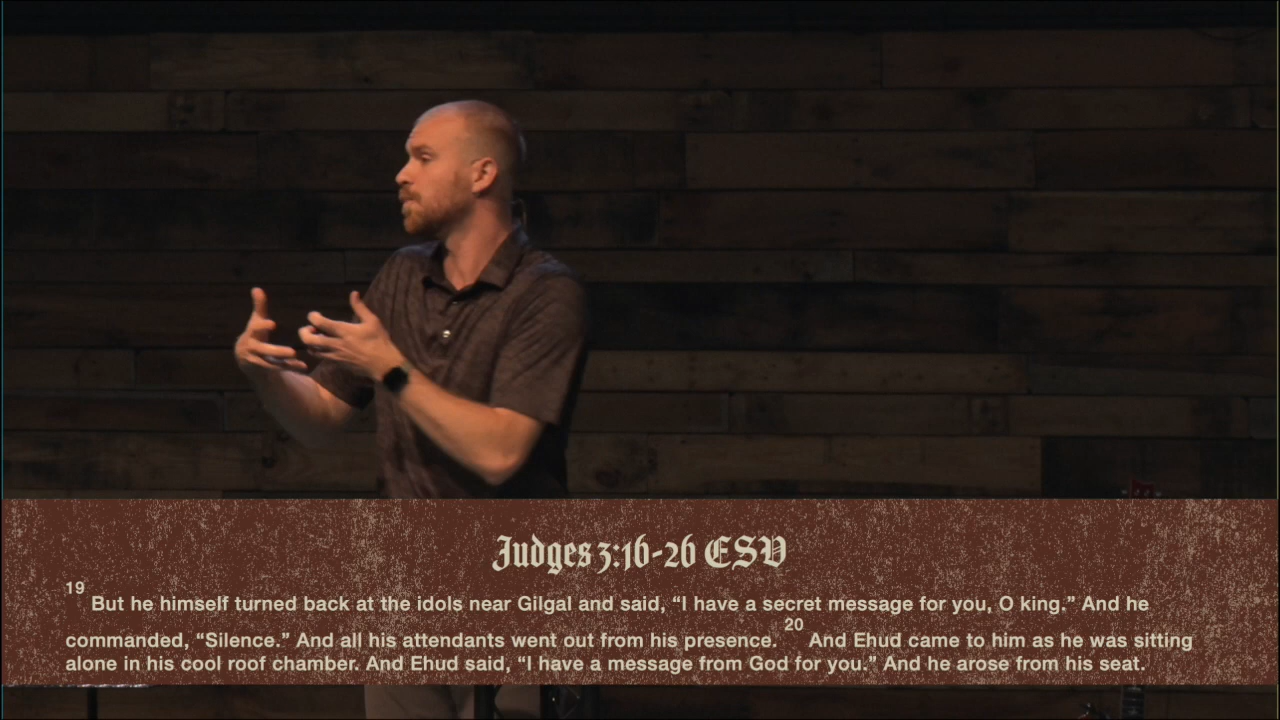 Judges 3:16-26 ESV
19 But he himself turned back at the idols near Gilgal and said, “I have a secret message for you, O king.” And he
commanded, “Silence.” And all his attendants went out from his presence. 20 And Ehud came to him as he was sitting
alone in his cool roof chamber. And Ehud said, “I have a message from God for you.” And he arose from his seat.